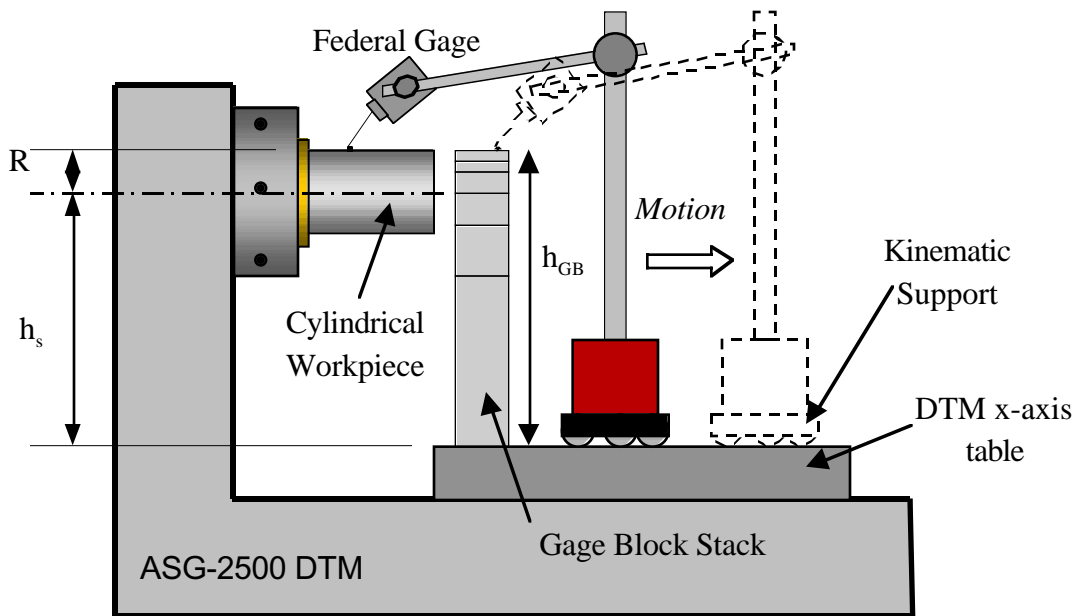 Federal Gage
R
Motion
h_GB
Kinematic
Support
h_s
Cylindrical
Workpiece
DTM x-axis
table
Gage Block Stack
ASG-2500 DTM